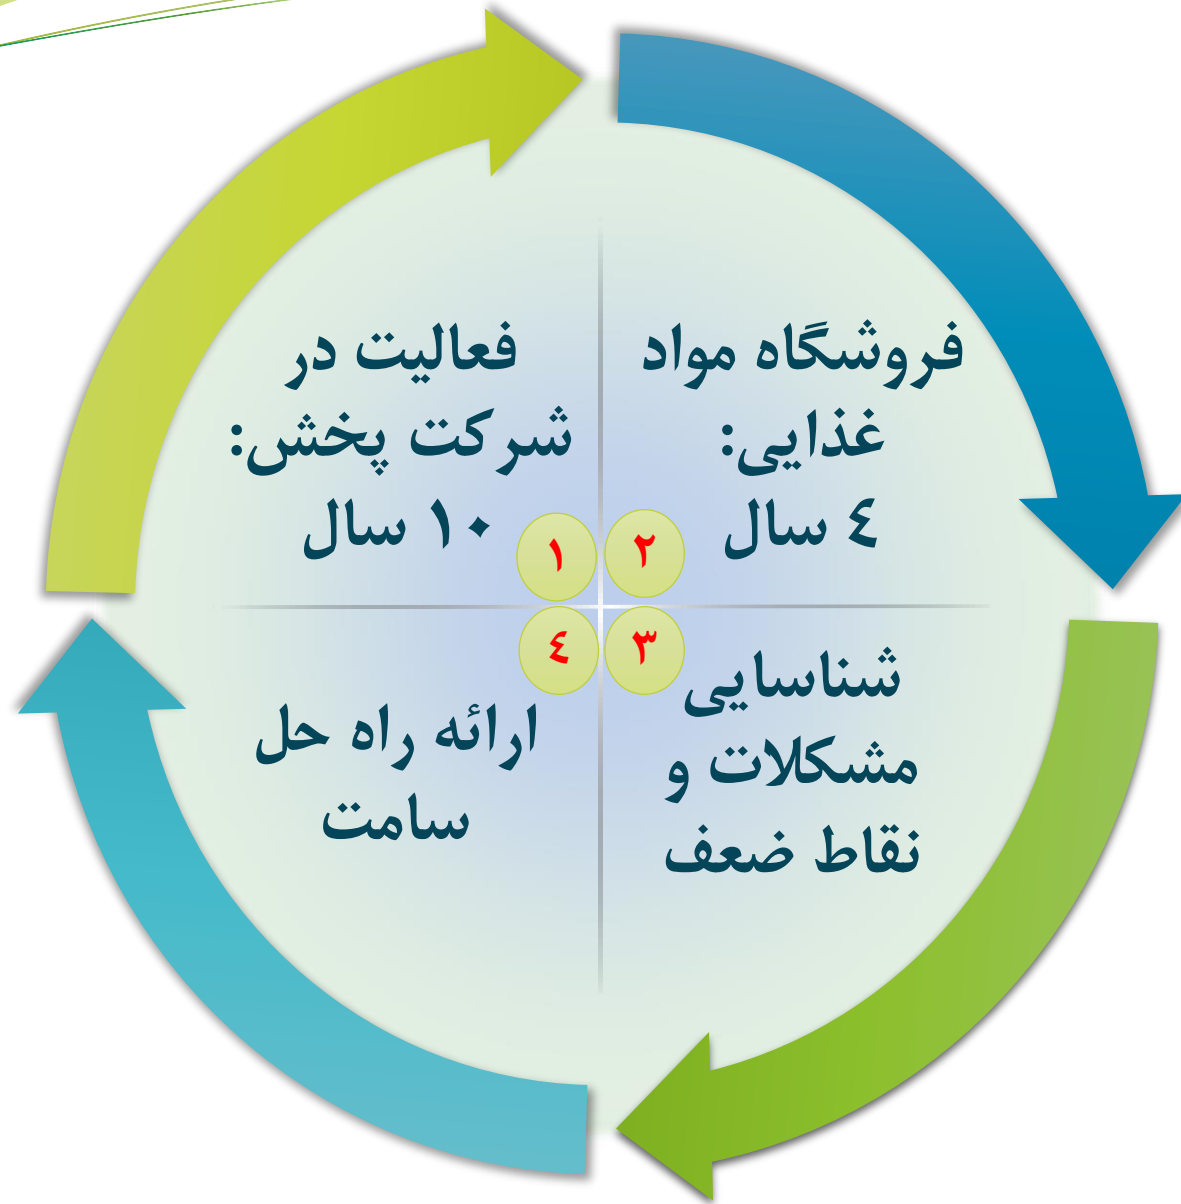 فعالیت در
شرکت پخش:
۱۰ سال
۱
فروشگاه مواد
غذایی:
٤ سال
۲
شناسایی
مشکلات و
نقاط ضعف
۳
ارائه راه حل
سامت
٤